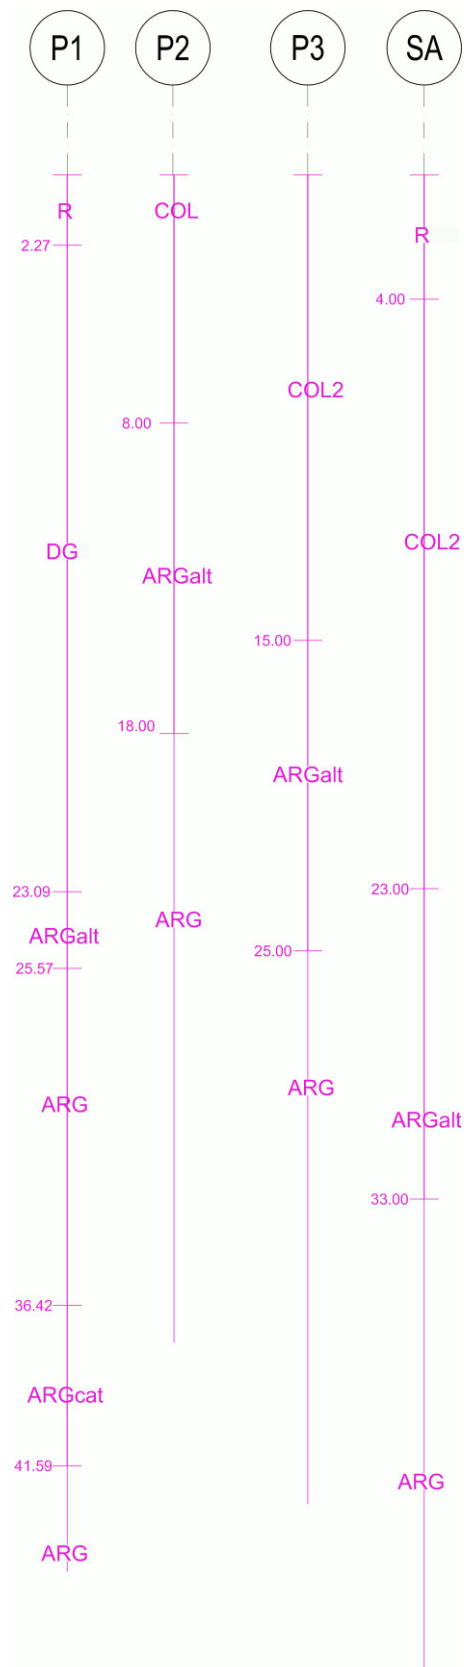 P1
P2
P3
SA
R
2.27
DG
23.09
ARGalt
25.57
ARG
36.42
ARGcat
41.59
ARG
COL
8.00
ARGalt
18.00
ARG
COL2
15.00
ARGalt
25.00
ARG
R
4.00
COL2
23.00
ARGalt
33.00
ARG